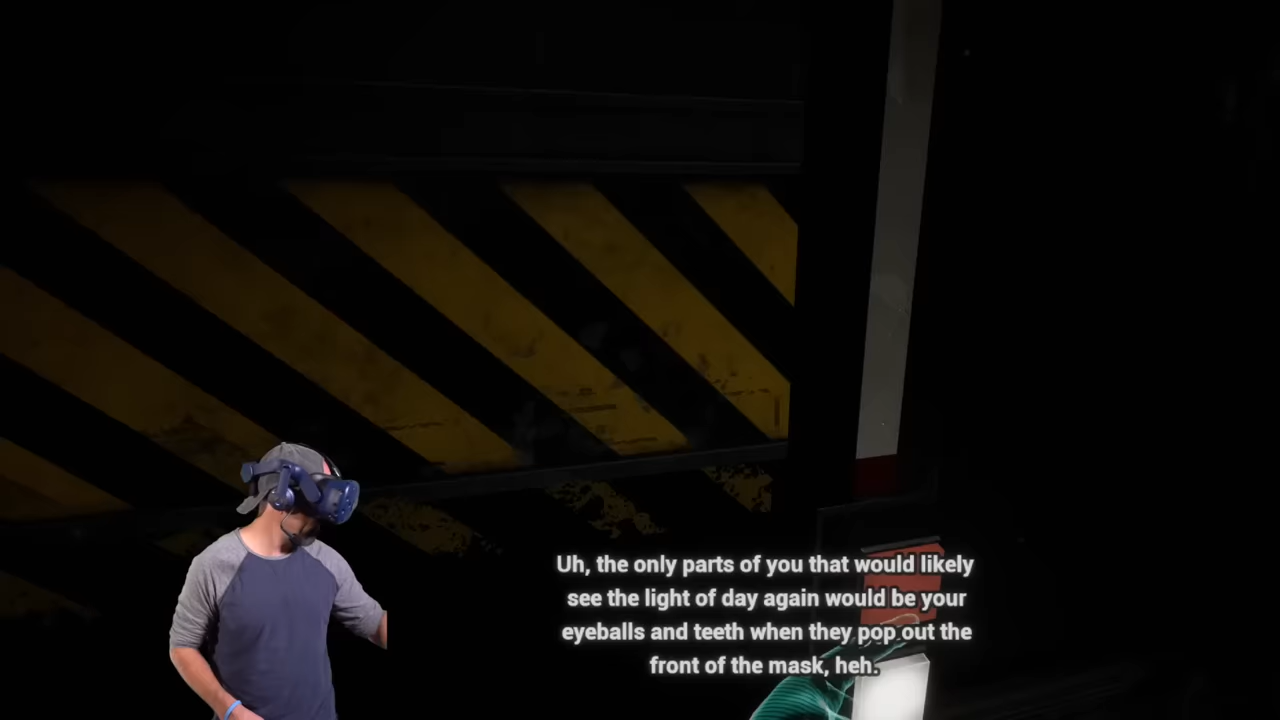 Uh, the only parts of you that would likely
see the light of day again would be your
eyeballs and teeth when they pop out the
front of the mask, heh.